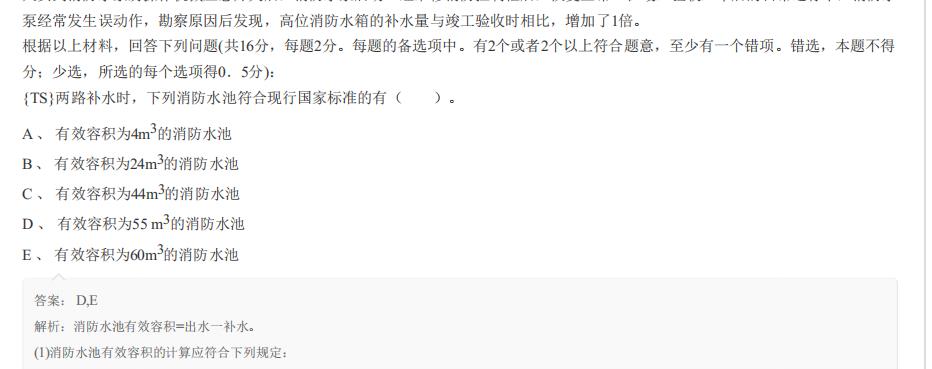 泵经常发生误动作，勘察原因后发现，高位消防水箱的补水量与竣工验收时相比，增加了1倍。
根据以上材料，回答下列问题(共16分，每题2分。每题的备选项中。有2个或者2个以上符合题意，至少有一个错项。错选，本题不得
分；少选，所选的每个选项得0．5分)：
{TS}两路补水时，下列消防水池符合现行国家标准的有（　　）。
A 、 有效容积为4m³的消防水池
B 、 有效容积为24m³的消防水池
C 、 有效容积为44m³的消防水池
D 、 有效容积为55 m³的消防水池
E 、 有效容积为60m³的消防水池
答案： D,E
解析：消防水池有效容积=出水一补水。
(1)消防水池有效容积的计算应符合下列规定：